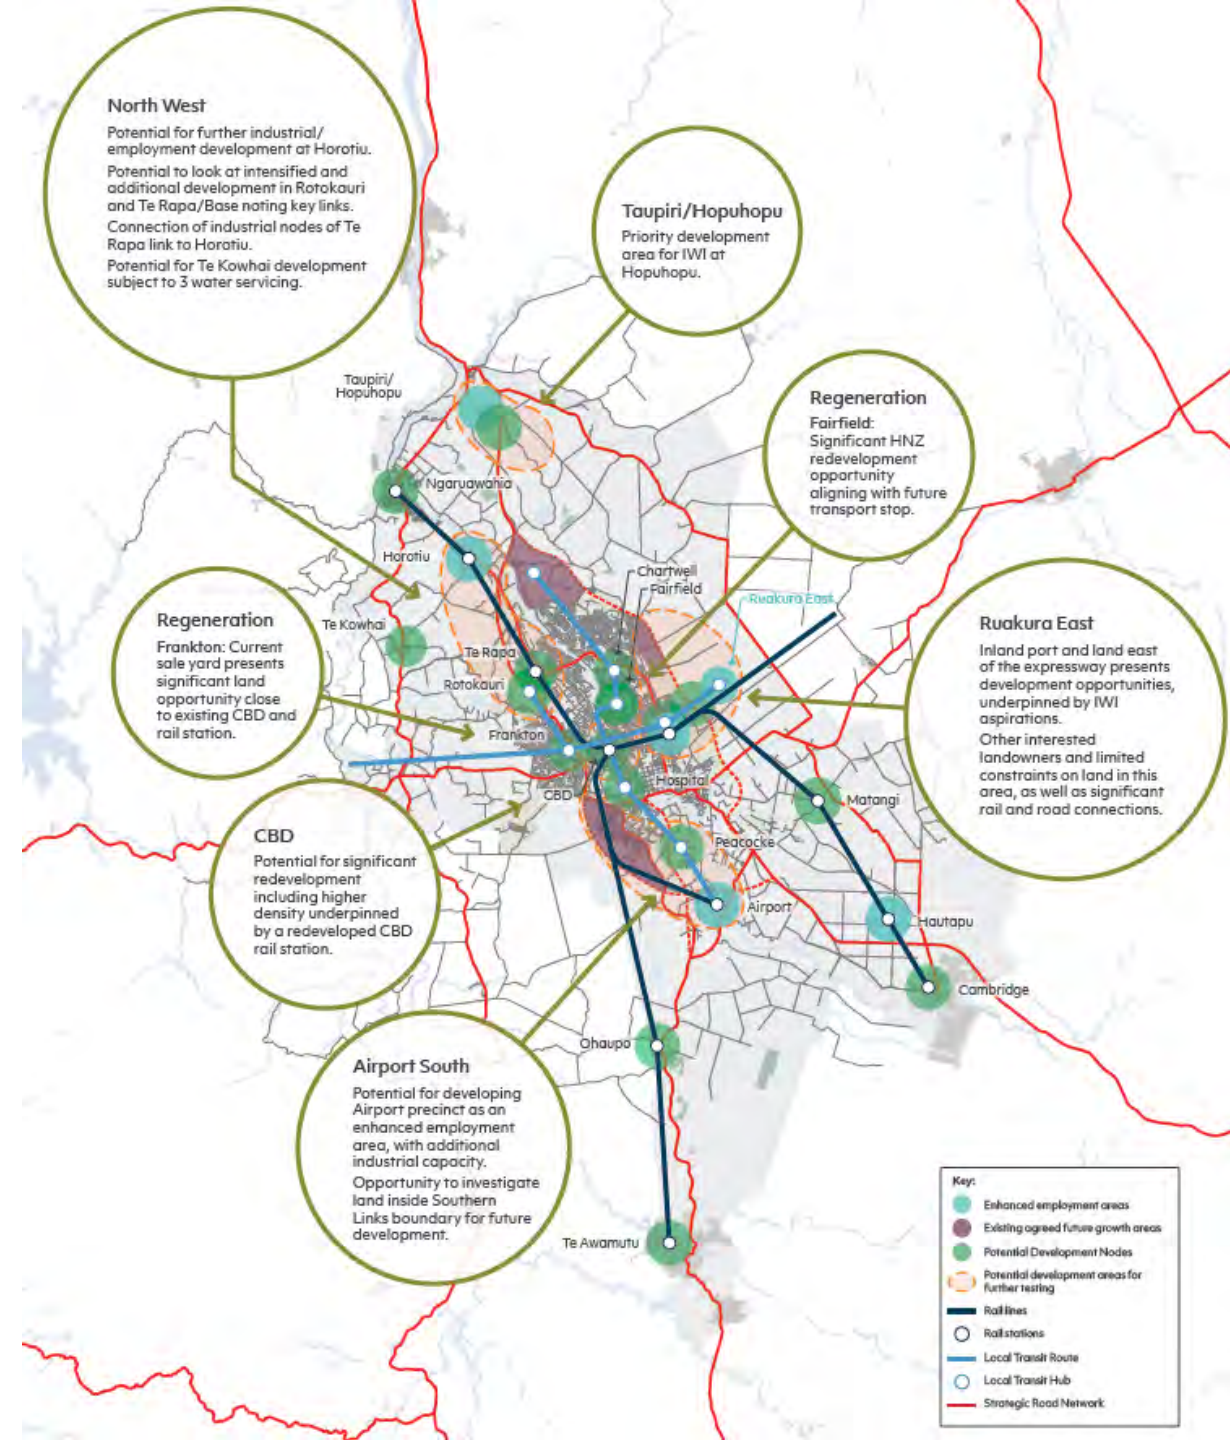 North West
Potential for further industrial/
employment development at Horotiu.
Potential to look at intensified and
additional development in Rotokauri
and Te Rapa/Base noting key links.
Connection of industrial nodes of Te
Rapa link to Horotiu.
Potential for Te Kowhai development
subject to 3 water servicing.
Taupiri/Hopuhopu
Priority development
area for IWI at
Hopuhopu.
Regeneration
Fairfield:
Significant HNZ
redevelopment
opportunity
aligning with future
transport stop.
Taupiri/
Hopuhopu
Ngaruawahia
Horotiu
Chartwell
Fairfield
Ruakura East
Te Kowhai
Te Rapa
Rotokauri
Frankton
CBD
Hospital
Matangi
Peacocke
Airport
Hautapu
Cambridge
Ohaupo
Te Awamutu
Regeneration
Frankton: Current
sale yard presents
significant land
opportunity close
to existing CBD and
rail station.
Ruakura East
Inland port and land east
of the expressway presents
development opportunities,
underpinned by IWI
aspirations.
Other interested
landowners and limited
constraints on land in this
area, as well as significant
rail and road connections.
CBD
Potential for significant
redevelopment
including higher
density underpinned
by a redeveloped CBD
rail station.
Airport South
Potential for developing
Airport precinct as an
enhanced employment
area, with additional
industrial capacity.
Opportunity to investigate
land inside Southern
Links boundary for future
development.
Key:
Enhanced employment areas
Existing agreed future growth areas
Potential Development Nodes
Potential development areas for
further testing
Rail lines
Rail stations
Local Transit Route
Local Transit Hub
Strategic Road Network